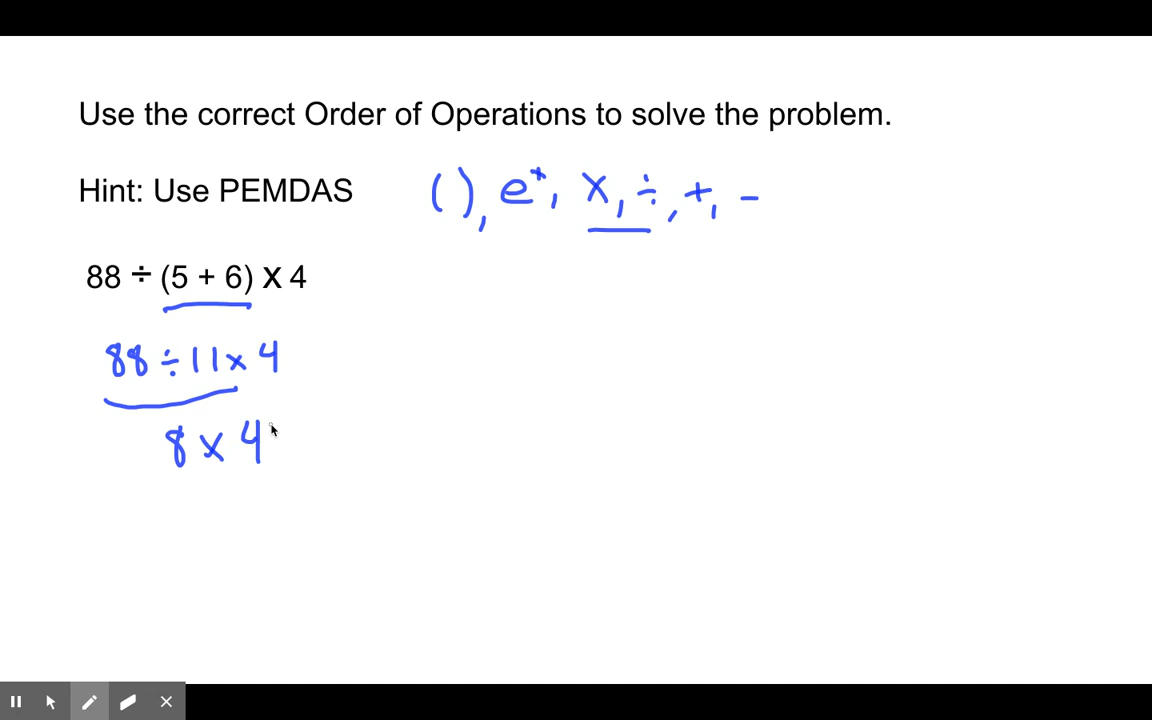 Use the correct Order of Operations to solve the problem.
Hint: Use PEMDAS ( ), eˣ, x, ÷, +, -
88 ÷ (5 + 6) X 4
88 ÷ 11 x 4
8 x 4